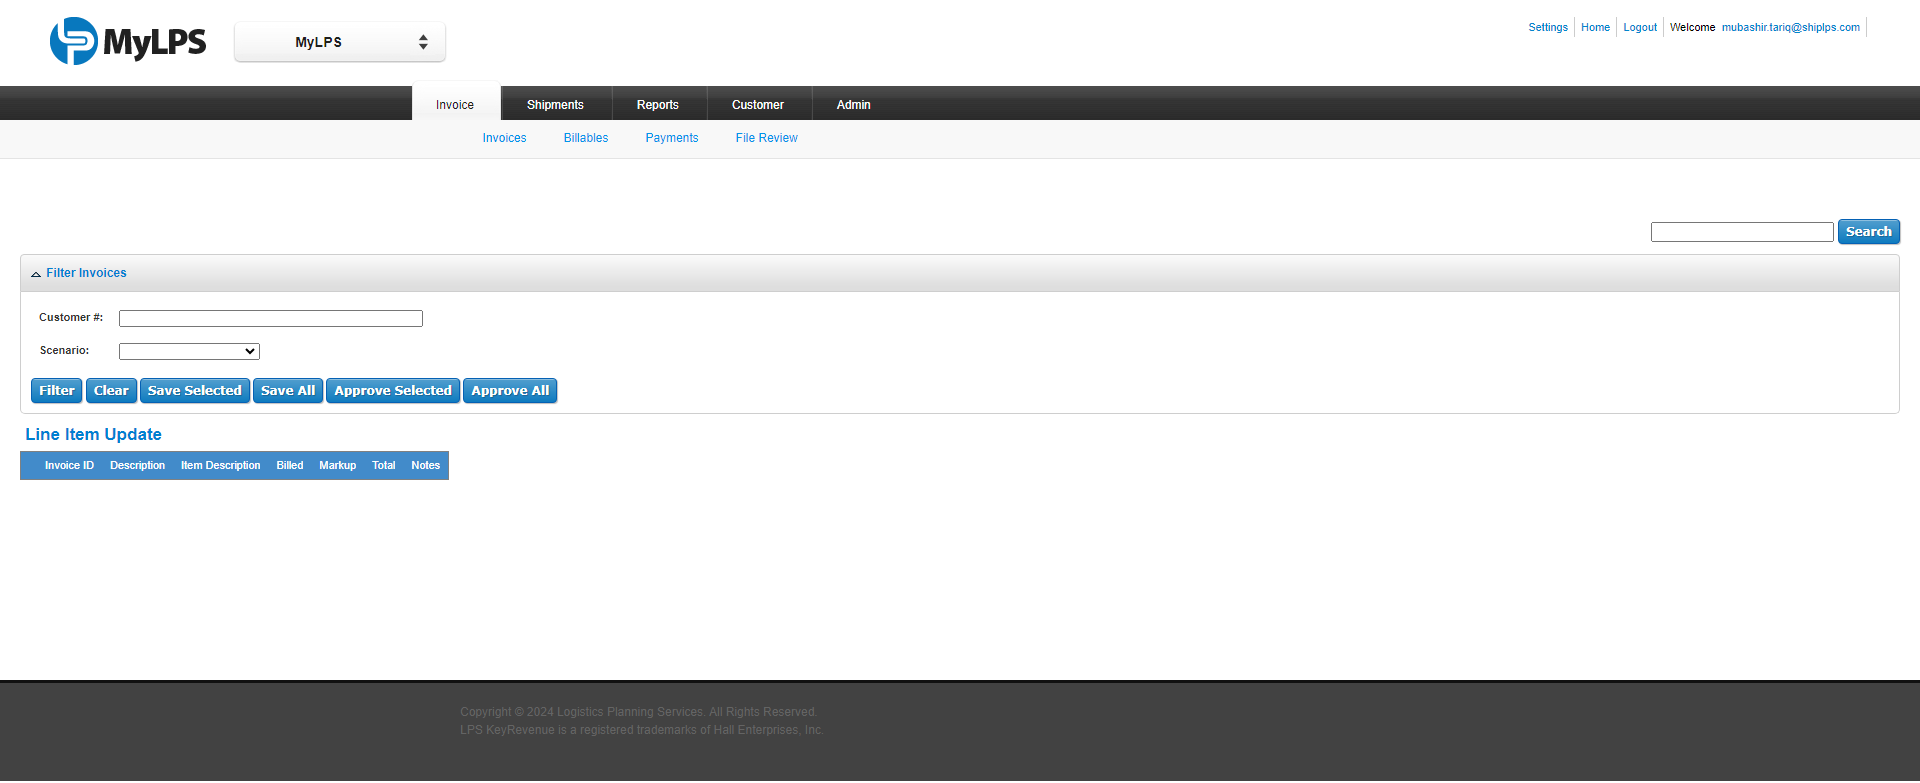 MyLPS
MyLPS
Settings Home Logout Welcome mubashir.tariq@shiplps.com
Invoice Shipments Reports Customer Admin
Invoices Billables Payments File Review
Search
Filter Invoices
Customer #:
Scenario:
Filter Clear Save Selected Save All Approve Selected Approve All
Line Item Update
Invoice ID Description Item Description Billed Markup Total Notes
Copyright © 2024 Logistics Planning Services. All Rights Reserved.
LPS KeyRevenue is a registered trademarks of Hall Enterprises, Inc.